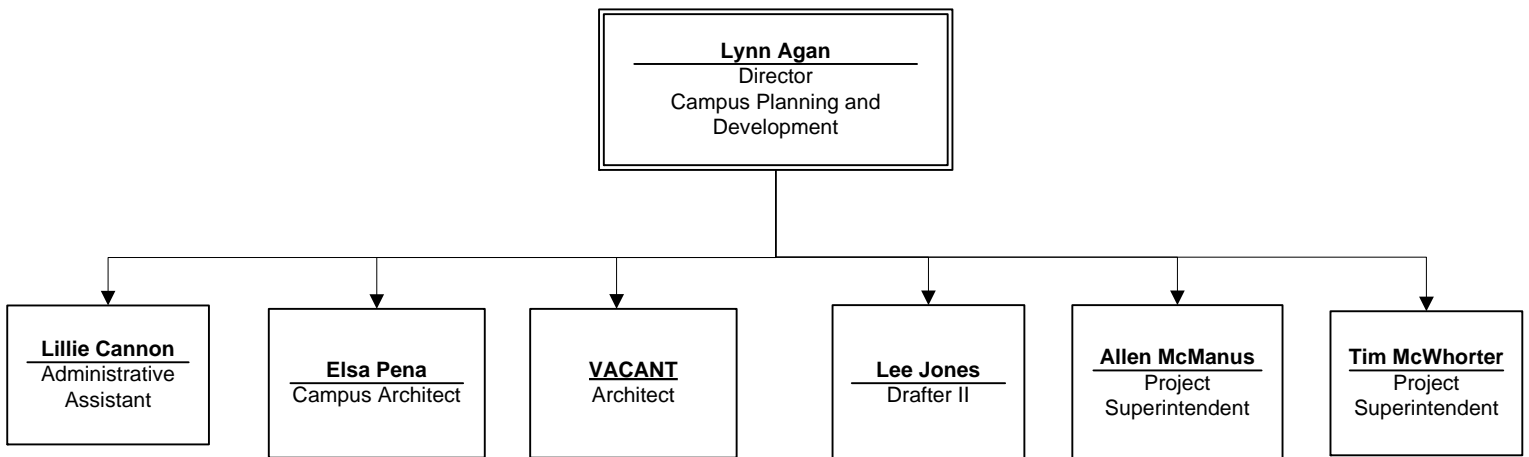 Lynn Agan
Director
Campus Planning and
Development
Lillie Cannon
Administrative
Assistant
Elsa Pena
Campus Architect
VACANT
Architect
Lee Jones
Drafter II
Allen McManus
Project
Superintendent
Tim McWhorter
Project
Superintendent